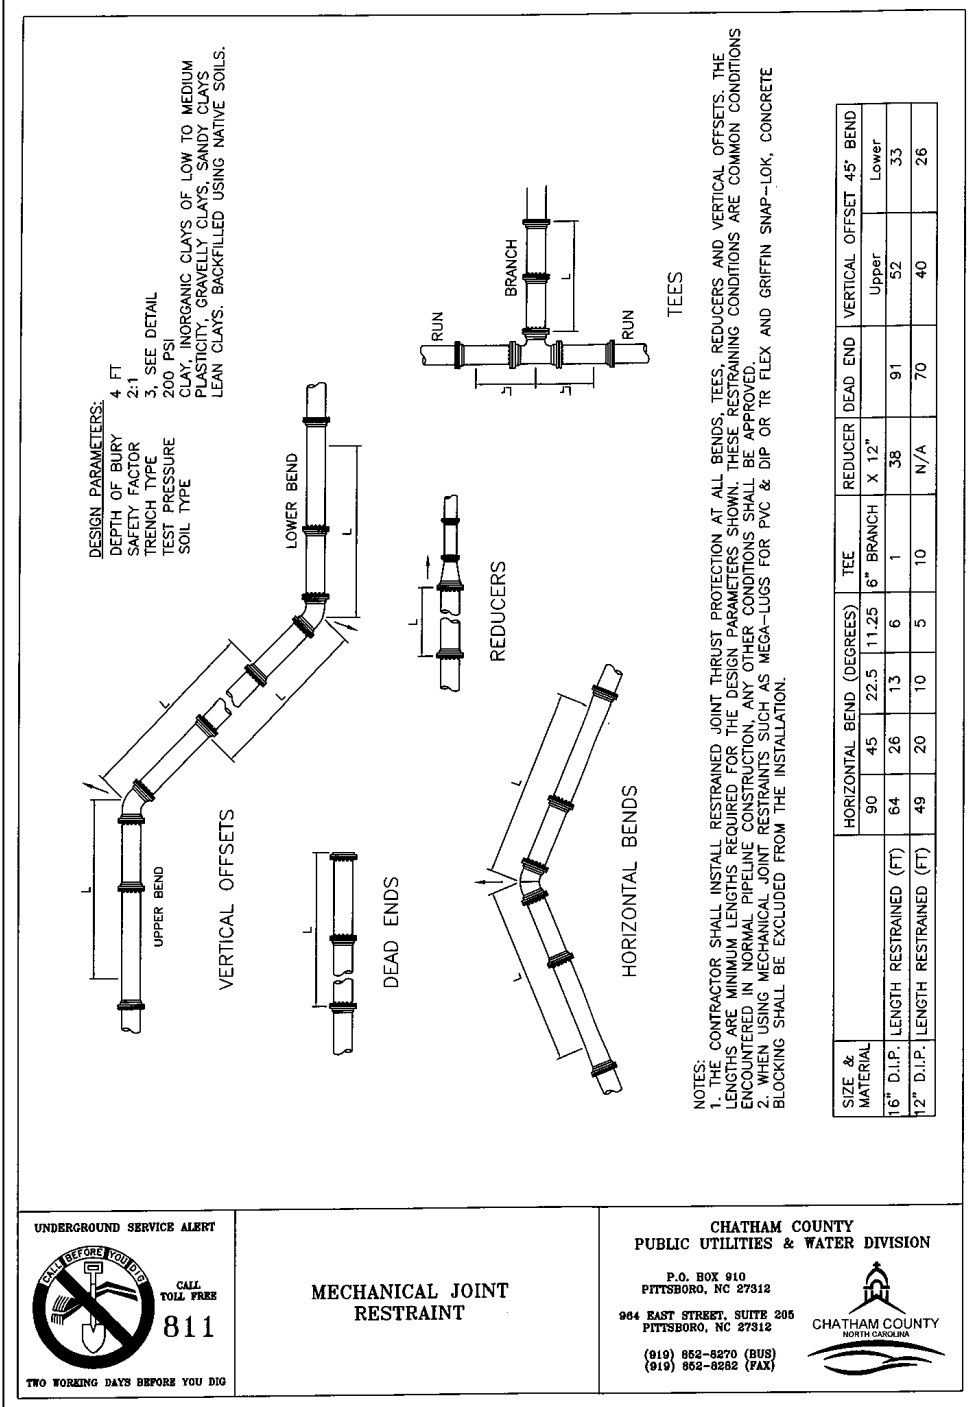 DESIGN PARAMETERS:
DEPTH OF BURY 4 FT
SAFETY FACTOR 2:1
TRENCH TYPE 3, SEE DETAIL
TEST PRESSURE 200 PSI
SOIL TYPE CLAY, INORGANIC CLAYS OF LOW TO MEDIUM
PLASTICITY, GRAVELLY CLAYS, SANDY CLAYS
LEAN CLAYS. BACKFILLED USING NATIVE SOILS.
L
UPPER BEND
L
L
LOWER BEND
L
VERTICAL OFFSETS
L
DEAD ENDS
L
REDUCERS
RUN
BRANCH
L
Lr
Lr
RUN
TEES
L
L
HORIZONTAL BENDS
NOTES:
1. THE CONTRACTOR SHALL INSTALL RESTRAINED JOINT THRUST PROTECTION AT ALL BENDS, TEES, REDUCERS AND VERTICAL OFFSETS. THE
LENGTHS ARE MINIMUM LENGTHS REQUIRED FOR THE DESIGN PARAMETERS SHOWN. THESE RESTRAINING CONDITIONS ARE COMMON CONDITIONS
ENCOUNTERED IN NORMAL PIPELINE CONSTRUCTION, ANY OTHER CONDITIONS SHALL BE APPROVED.
2. WHEN USING MECHANICAL JOINT RESTRAINTS SUCH AS MEGA-LUGS FOR PVC & DIP OR TR FLEX AND GRIFFIN SNAP-LOK, CONCRETE
BLOCKING SHALL BE EXCLUDED FROM THE INSTALLATION.
SIZE & MATERIAL HORIZONTAL BEND (DEGREES) TEE REDUCER DEAD END VERTICAL OFFSET 45° BEND
90 45 22.5 11.25 6" BRANCH X 12" Upper Lower
16" D.I.P. LENGTH RESTRAINED (FT) 64 26 13 6 1 38 91 52 33
12" D.I.P. LENGTH RESTRAINED (FT) 49 20 10 5 10 N/A 70 40 26
UNDERGROUND SERVICE ALERT
CALL BEFORE YOU DIG
CALL
TOLL FREE
811
TWO WORKING DAYS BEFORE YOU DIG
MECHANICAL JOINT
RESTRAINT
CHATHAM COUNTY
PUBLIC UTILITIES & WATER DIVISION
P.O. BOX 910
PITTSBORO, NC 27312
964 EAST STREET, SUITE 205
PITTSBORO, NC 27312
(919) 652-8270 (BUS)
(919) 652-8282 (FAX)
CHATHAM COUNTY
NORTH CAROLINA